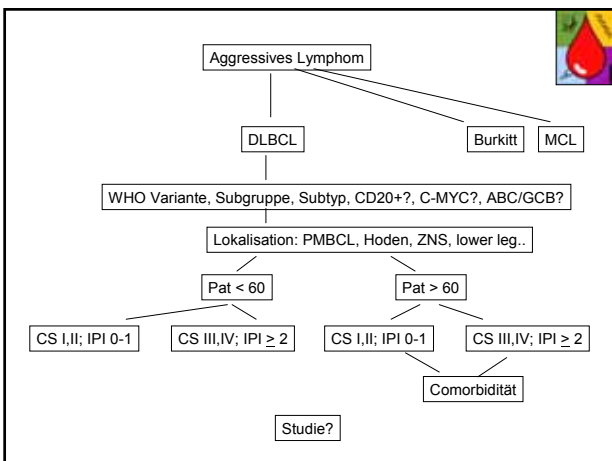 Aggressives Lymphom
DLBCL
Burkitt
MCL
WHO Variante, Subgruppe, Subtyp, CD20+?, C-MYC?, ABC/GCB?
Lokalisation: PMBCL, Hoden, ZNS, lower leg..
Pat < 60
Pat > 60
CS I,II; IPI 0-1
CS III,IV; IPI ≥ 2
CS I,II; IPI 0-1
CS III,IV; IPI ≥ 2
Comorbidität
Studie?